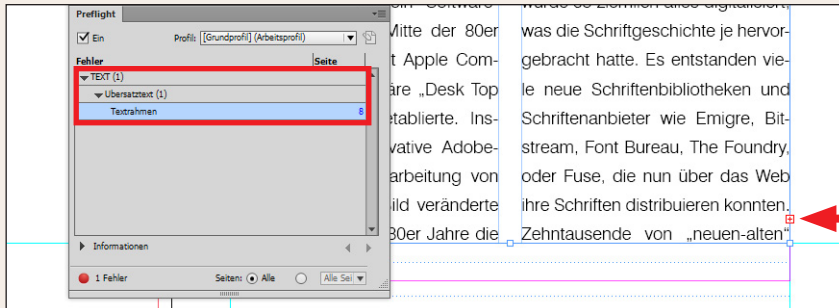 Preflight
Ein
Profil: [Grundprofil] (Arbeitsprofil)
Fehler Seite
TEXT (1)
Übersatztext (1)
Textrahmen 8
Informationen
1 Fehler
Seiten: Alle
Alle Sei
Mitte der 80er
t Apple Com-
äre „Desk Top
etablierte. Ins-
vative Adobe-
arbeitung von
ild veränderte
80er Jahre die
was die Schriftgeschichte je hervor-
gebracht hatte. Es entstanden vie-
le neue Schriftenbibliotheken und
Schriftenanbieter wie Emigre, Bit-
stream, Font Bureau, The Foundry,
oder Fuse, die nun über das Web
ihre Schriften distribuieren konnten.
Zehntausende von „neuen-alten“